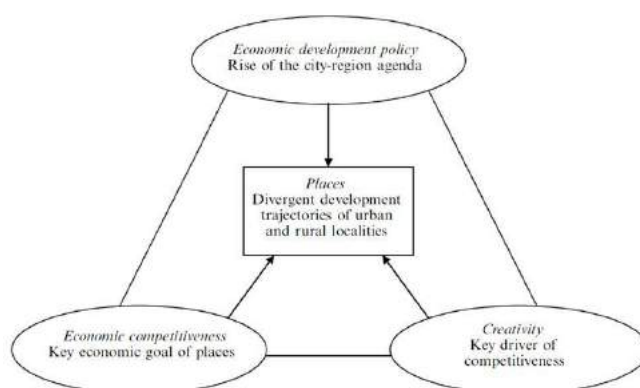 Economic development policy
Rise of the city-region agenda
Places
Divergent development
trajectories of urban
and rural localities
Economic competitiveness
Key economic goal of places
Creativity
Key driver of
competitiveness